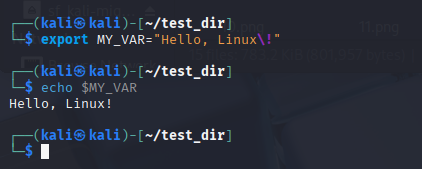 ┌──(kali㉿kali)-[~/test_dir]
└─$ export MY_VAR="Hello, Linux\!"
┌──(kali㉿kali)-[~/test_dir]
└─$ echo $MY_VAR
Hello, Linux!
┌──(kali㉿kali)-[~/test_dir]
└─$